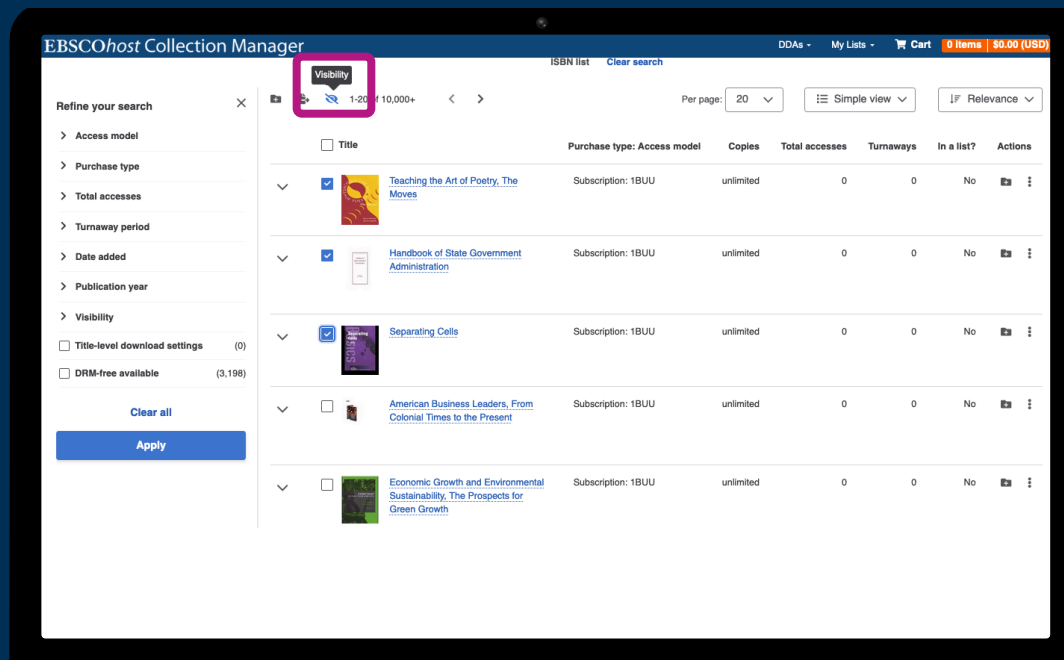 EBSCOhost Collection Manager
DDAs
My Lists
Cart
0 Items
$0.00 (USD)
ISBN list
Clear search
Visibility
1-20 of 10,000+
Per page:
20
Simple view
Relevance
Refine your search
Access model
Purchase type
Total accesses
Turnaway period
Date added
Publication year
Visibility
Title-level download settings (0)
DRM-free available (3,198)
Clear all
Apply
Title
Purchase type: Access model
Copies
Total accesses
Turnaways
In a list?
Actions
Teaching the Art of Poetry, The
Moves
Subscription: 1BUU
unlimited
0
0
No
Handbook of State Government
Administration
Subscription: 1BUU
unlimited
0
0
No
Separating Cells
Subscription: 1BUU
unlimited
0
0
No
American Business Leaders, From
Colonial Times to the Present
Subscription: 1BUU
unlimited
0
0
No
Economic Growth and Environmental
Sustainability, The Prospects for
Green Growth
Subscription: 1BUU
unlimited
0
0
No